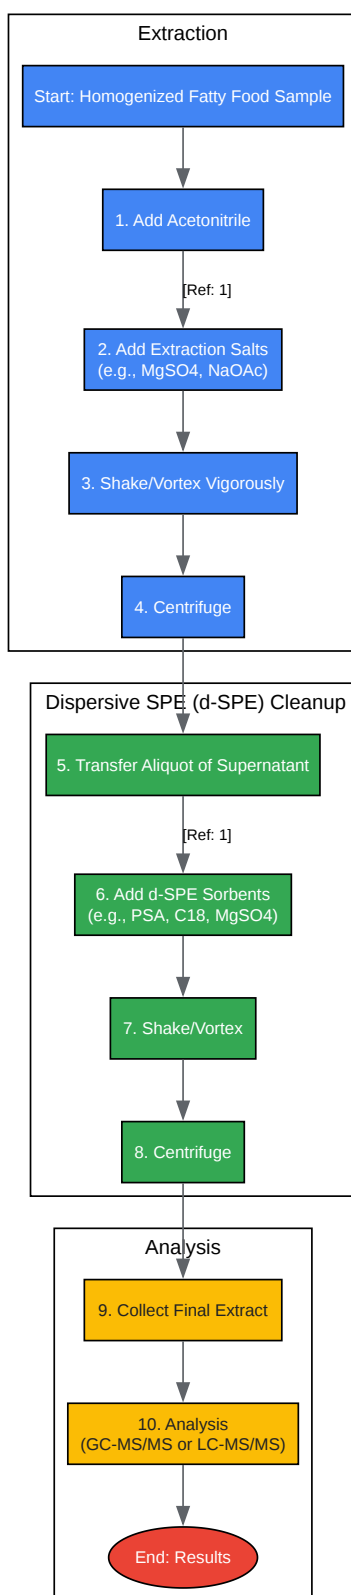 Extraction
Start: Homogenized Fatty Food Sample
1. Add Acetonitrile
[Ref: 1]
2. Add Extraction Salts
(e.g., MgSO4, NaOAc)
3. Shake/Vortex Vigorously
4. Centrifuge
Dispersive SPE (d-SPE) Cleanup
5. Transfer Aliquot of Supernatant
[Ref: 1]
6. Add d-SPE Sorbents
(e.g., PSA, C18, MgSO4)
7. Shake/Vortex
8. Centrifuge
Analysis
9. Collect Final Extract
10. Analysis
(GC-MS/MS or LC-MS/MS)
End: Results